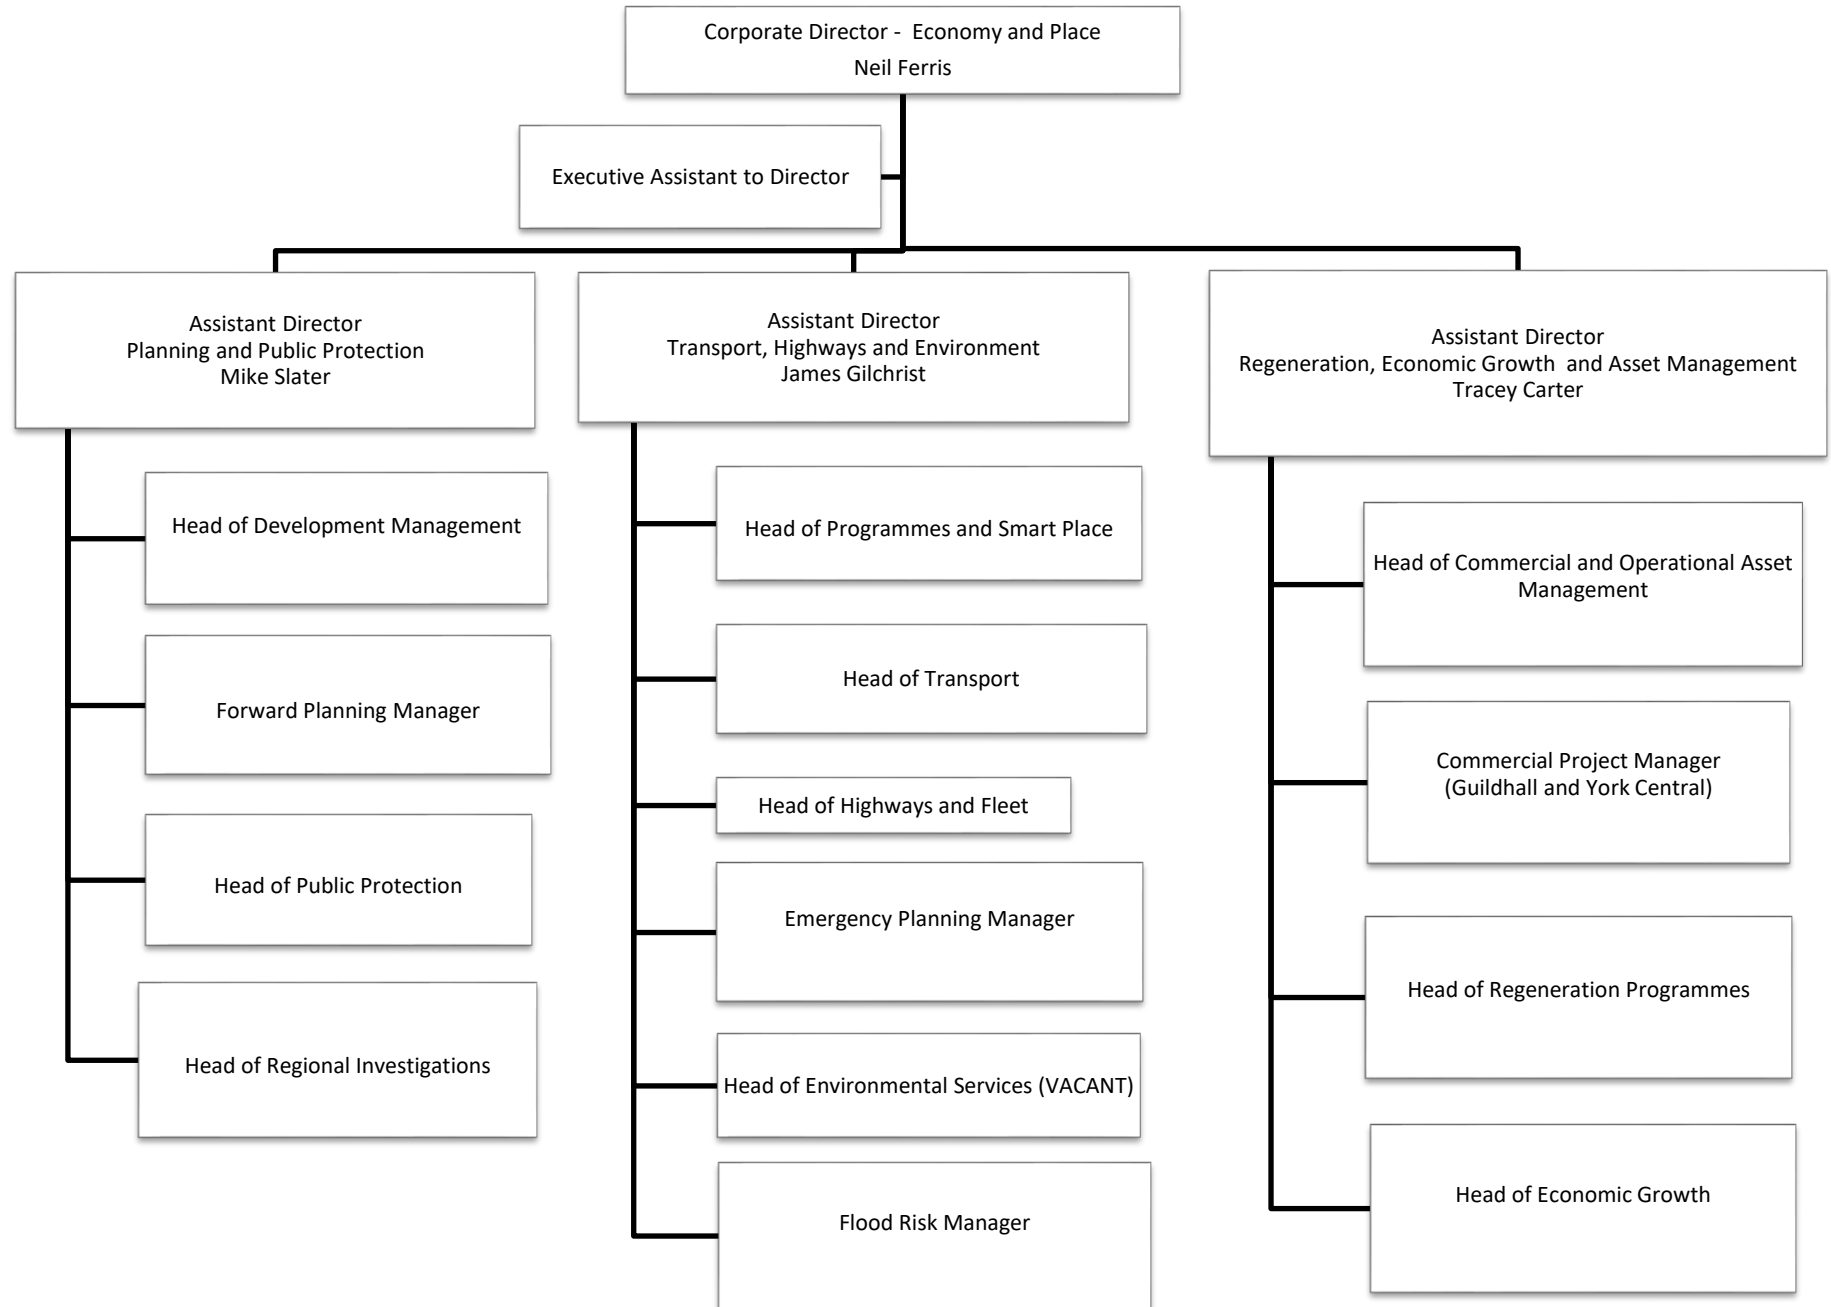 Corporate Director - Economy and Place
Neil Ferris
Executive Assistant to Director
Assistant Director
Planning and Public Protection
Mike Slater
Head of Development Management
Forward Planning Manager
Head of Public Protection
Head of Regional Investigations
Assistant Director
Transport, Highways and Environment
James Gilchrist
Head of Programmes and Smart Place
Head of Transport
Head of Highways and Fleet
Emergency Planning Manager
Head of Environmental Services (VACANT)
Flood Risk Manager
Assistant Director
Regeneration, Economic Growth and Asset Management
Tracey Carter
Head of Commercial and Operational Asset
Management
Commercial Project Manager
(Guildhall and York Central)
Head of Regeneration Programmes
Head of Economic Growth